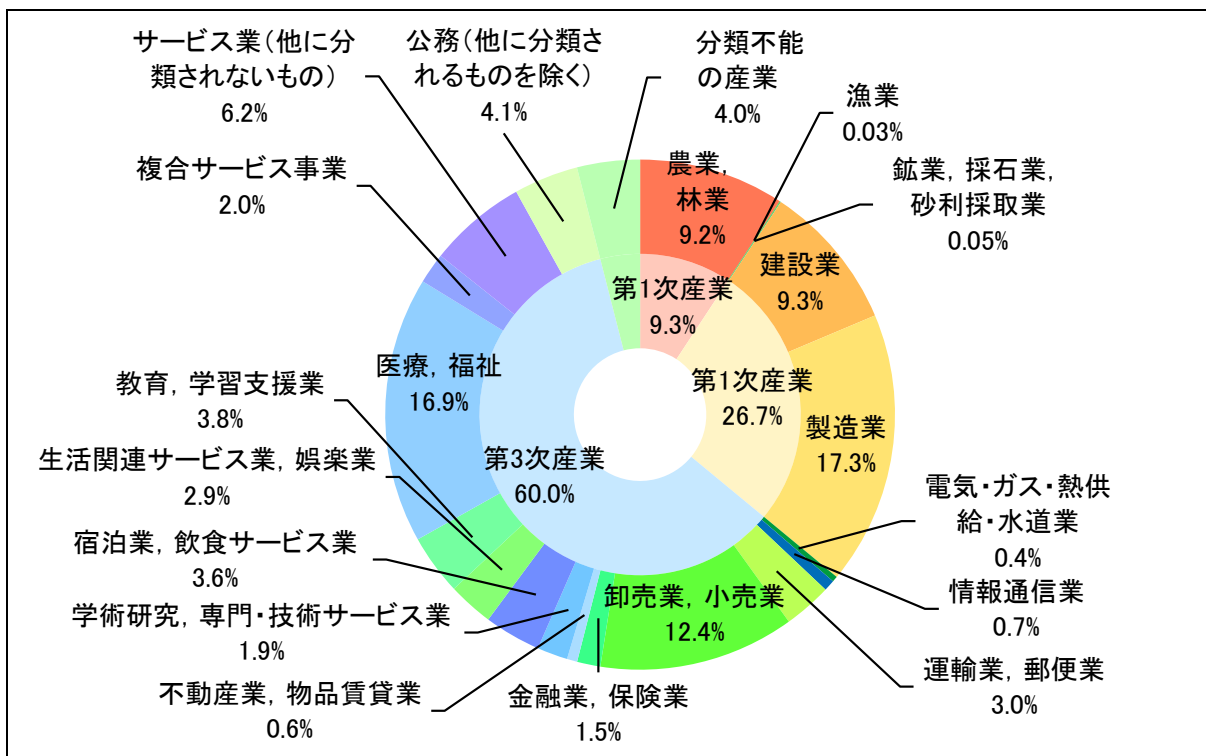 サービス業(他に分
類されないもの)
6.2%
公務(他に分類さ
れるものを除く)
4.1%
分類不能
の産業
4.0%
漁業
0.03%
農業,
林業
9.2%
鉱業, 採石業,
砂利採取業
0.05%
複合サービス事業
2.0%
建設業
9.3%
第1次産業
9.3%
第1次産業
26.7%
製造業
17.3%
医療, 福祉
16.9%
第3次産業
60.0%
教育, 学習支援業
3.8%
生活関連サービス業, 娯楽業
2.9%
電気・ガス・熱供
給・水道業
0.4%
宿泊業, 飲食サービス業
3.6%
情報通信業
0.7%
卸売業, 小売業
12.4%
学術研究, 専門・技術サービス業
1.9%
運輸業, 郵便業
3.0%
不動産業, 物品賃貸業
0.6%
金融業, 保険業
1.5%